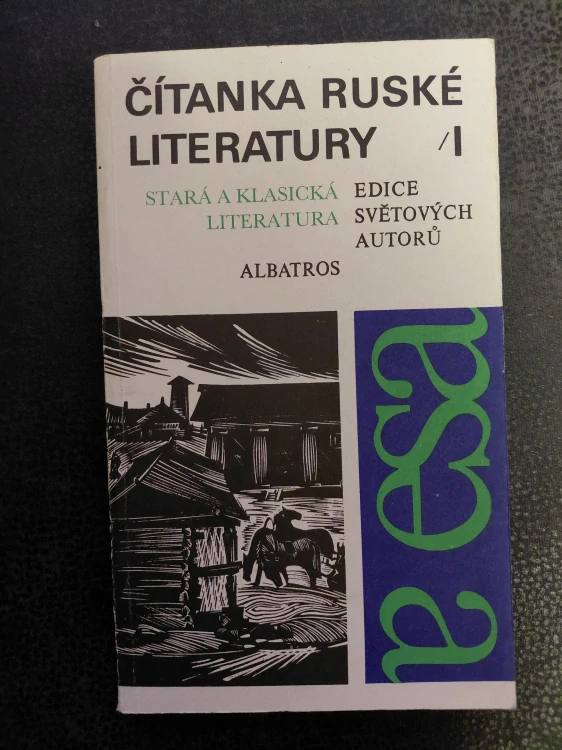 ČÍTANKA RUSKÉ
LITERATURY /I
STARÁ A KLASICKÁ
LITERATURA
EDICE
SVĚTOVÝCH
AUTORŮ
ALBATROS
esa
a